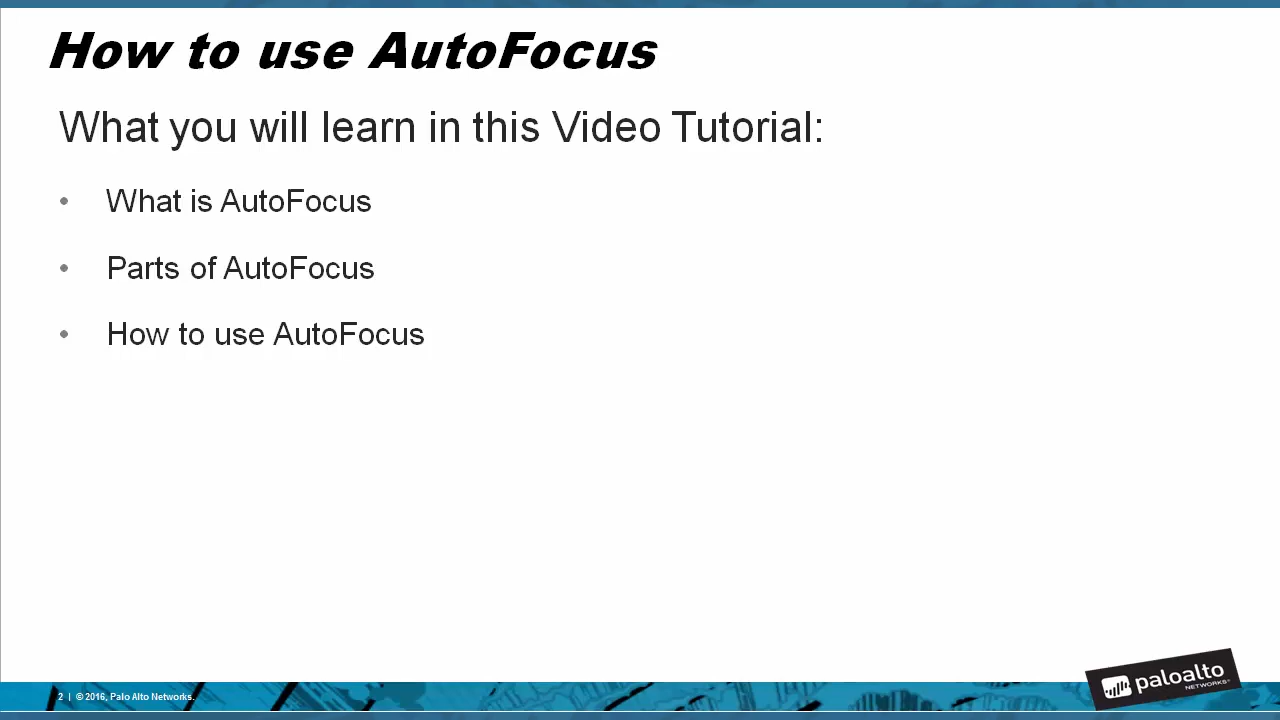 How to use AutoFocus
What you will learn in this Video Tutorial:
• What is AutoFocus
• Parts of AutoFocus
• How to use AutoFocus
2 | © 2016, Palo Alto Networks.
paloalto
NETWORKS®